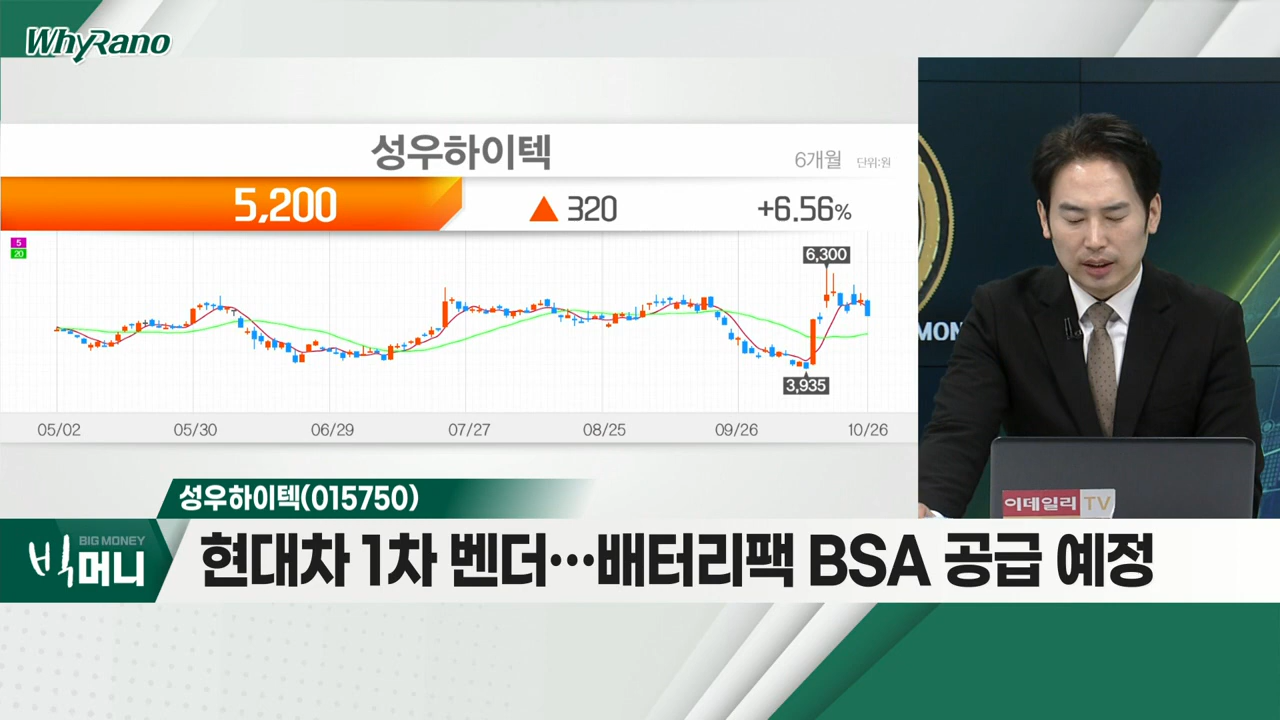 WhyRano
성우하이텍
6개월 단위:원
5,200 ▲ 320 +6.56%
5
20
6,300
3,935
05/02 05/30 06/29 07/27 08/25 09/26 10/26
MON
이데일리 TV
성우하이텍(015750)
BIG MONEY
빅머니
현대차 1차 벤더…배터리팩 BSA 공급 예정